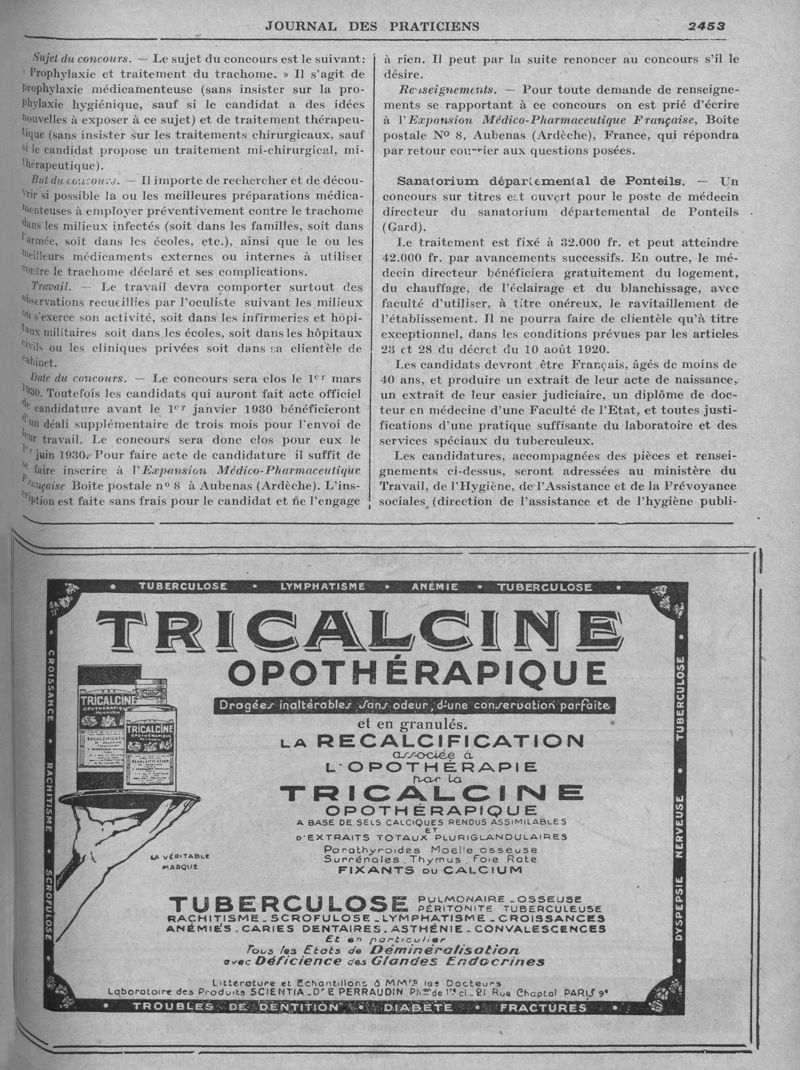 JOURNAL DES PRATICIENS
2453
Sujet du concours. — Le sujet du concours est le suivant:
« Prophylaxie et traitement du trachome. » Il s'agit de
prophylaxie médicamenteuse (sans insister sur la pro-
phylaxie hygiénique, sauf si le candidat a des idées
nouvelles à exposer à ce sujet) et de traitement thérapeu-
tique (sans insister sur les traitements chirurgicaux, sauf
si le candidat propose un traitement mi-chirurgical, mi-
thérapeutique).
But du concours. — Il importe de rechercher et de décou-
vrir si possible la ou les meilleures préparations médica-
menteuses à employer préventivement contre le trachome
dans les milieux infectés (soit dans les familles, soit dans
l'armée, soit dans les écoles, etc.), ainsi que le ou les
meilleurs médicaments externes ou internes à utiliser
contre le trachome déclaré et ses complications.
Travail. — Le travail devra comporter surtout des
observations recueillies par l'oculiste suivant les milieux
où s'exerce son activité, soit dans les infirmeries et hôpi-
taux militaires soit dans les écoles, soit dans les hôpitaux
civils ou les cliniques privées soit dans sa clientèle de
cabinet.
Date du concours. — Le concours sera clos le 1er mars
1930. Toutefois les candidats qui auront fait acte officiel
de candidature avant le 1er janvier 1930 bénéficieront
d'un déali supplémentaire de trois mois pour l'envoi de
leur travail. Le concours sera donc clos pour eux le
1er juin 1930. Pour faire acte de candidature il suffit de
se faire inscrire à l'Expansion Médico-Pharmaceutique
Française Boîte postale nº 8 à Aubenas (Ardèche). L'ins-
cription est faite sans frais pour le candidat et ne l'engage
à rien. Il peut par la suite renoncer au concours s'il le
désire.
Renseignements. — Pour toute demande de renseigne-
ments se rapportant à ce concours on est prié d'écrire
à l'Expansion Médico-Pharmaceutique Française, Boîte
postale Nº 8, Aubenas (Ardèche), France, qui répondra
par retour courrier aux questions posées.
Sanatorium départemental de Ponteils. — Un
concours sur titres est ouvert pour le poste de médecin
directeur du sanatorium départemental de Ponteils
(Gard).
Le traitement est fixé à 32.000 fr. et peut atteindre
42.000 fr. par avancements successifs. En outre, le mé-
decin directeur bénéficiera gratuitement du logement,
du chauffage, de l'éclairage et du blanchissage, avec
faculté d'utiliser, à titre onéreux, le ravitaillement de
l'établissement. Il ne pourra faire de clientèle qu'à titre
exceptionnel, dans les conditions prévues par les articles
23 et 28 du décret du 10 août 1920.
Les candidats devront être Français, âgés de moins de
40 ans, et produire un extrait de leur acte de naissance,
un extrait de leur casier judiciaire, un diplôme de doc-
teur en médecine d'une Faculté de l'Etat, et toutes justi-
fications d'une pratique suffisante du laboratoire et des
services spéciaux du tuberculeux.
Les candidatures, accompagnées des pièces et rensei-
gnements ci-dessus, seront adressées au ministère du
Travail, de l'Hygiène, de l'Assistance et de la Prévoyance
sociales (direction de l'assistance et de l'hygiène publi-
• TUBERCULOSE • LYMPHATISME • ANÉMIE • TUBERCULOSE •
CROISSANCE • RACHITISME • SCROFULOSE
TUBERCULOSE • DYSPEPSIE NERVEUSE
TRICALCINE
OPOTHÉRAPIQUE
Dragées inaltérables sans odeur, d'une conservation parfaite
et en granulés.
LA RECALCIFICATION
associée à
L'OPOTHÉRAPIE
par la
TRICALCINE
OPOTHÉRAPIQUE
A BASE DE SELS CALCIQUES RENDUS ASSIMILABLES
ET
D'EXTRAITS TOTAUX PLURIGLANDULAIRES
Parathyroides Moelle osseuse
Surrénales. Thymus. Foie Rate
FIXANTS DU CALCIUM
TRICALCINE
OPOTHÉRAPIQUE
TRICALCINE
OPOTHÉRAPIQUE
RECALCIFICATION
LA VÉRITABLE
MARQUE
TUBERCULOSE PULMONAIRE - OSSEUSE
PÉRITONITE TUBERCULEUSE
RACHITISME - SCROFULOSE - LYMPHATISME - CROISSANCES
ANÉMIES - CARIES DENTAIRES. ASTHÉNIE - CONVALESCENCES
Et en particulier
Tous les Etats de Déminéralisation
avec Déficience des Glandes Endocrines
Littérature et Echantillons à MMrs les Docteurs
Laboratoire des Produits SCIENTIA - Dr E PERRAUDIN Phen de 1re cl - 21 Rue Chaptal PARIS 9e
TROUBLES DE DENTITION • DIABÈTE • FRACTURES